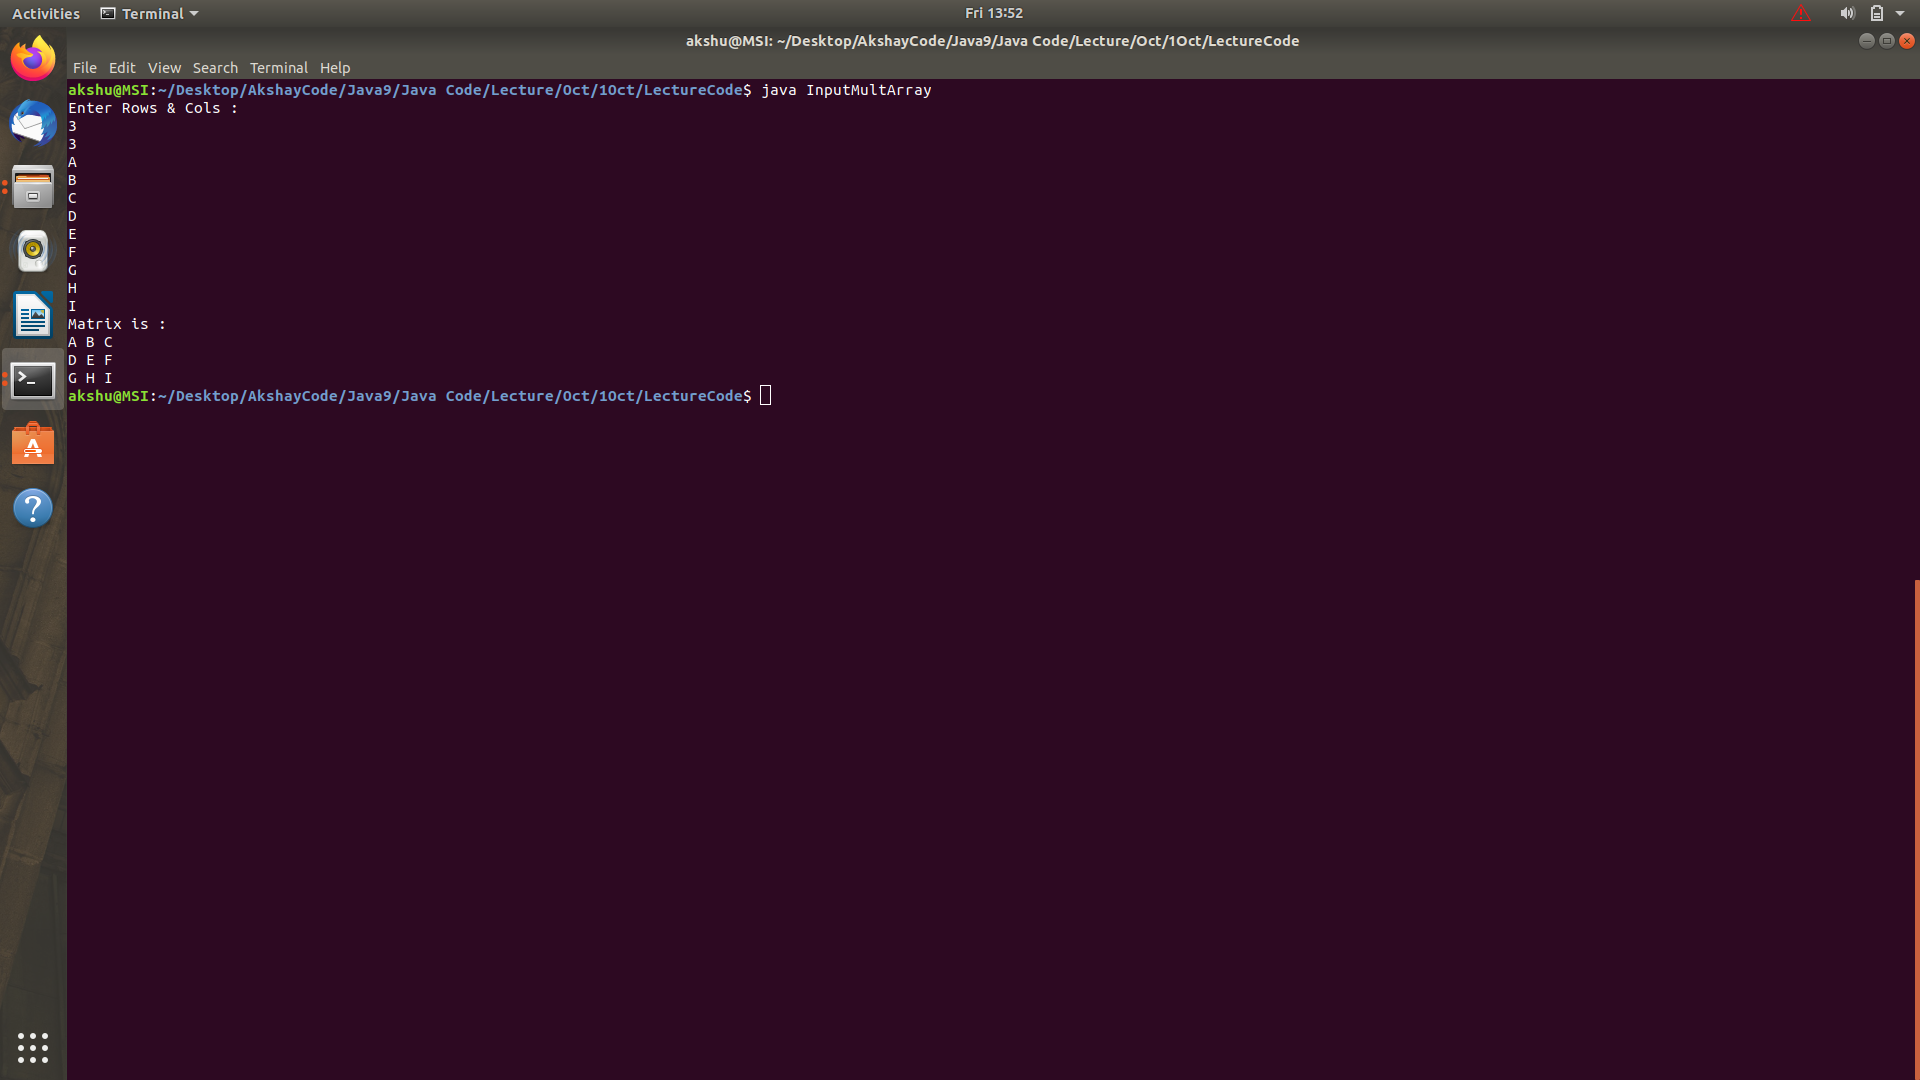 Activities
Terminal
Fri 13:52
akshu@MSI: ~/Desktop/AkshayCode/Java9/Java Code/Lecture/Oct/1Oct/LectureCode
File Edit View Search Terminal Help
akshu@MSI:~/Desktop/AkshayCode/Java9/Java Code/Lecture/Oct/1Oct/LectureCode$ java InputMultArray
Enter Rows & Cols :
3
3
A
B
C
D
E
F
G
H
I
Matrix is :
A B C
D E F
G H I
akshu@MSI:~/Desktop/AkshayCode/Java9/Java Code/Lecture/Oct/1Oct/LectureCode$